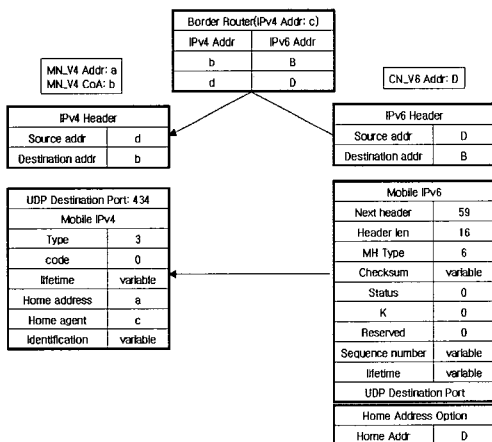 Border Router(IPv4 Addr: c)
IPv4 Addr IPv6 Addr
b B
d D
MN_V4 Addr: a
MN_V4 CoA: b
CN_V6 Addr: D
IPv4 Header
Source addr d
Destination addr b
IPv6 Header
Source addr D
Destination addr B
UDP Destination Port: 434
Mobile IPv4
Type 3
code 0
lifetime variable
Home address a
Home agent c
Identification variable
Mobile IPv6
Next header 59
Header len 16
MH Type 6
Checksum variable
Status 0
K 0
Reserved 0
Sequence number variable
lifetime variable
UDP Destination Port
Home Address Option
Home Addr D